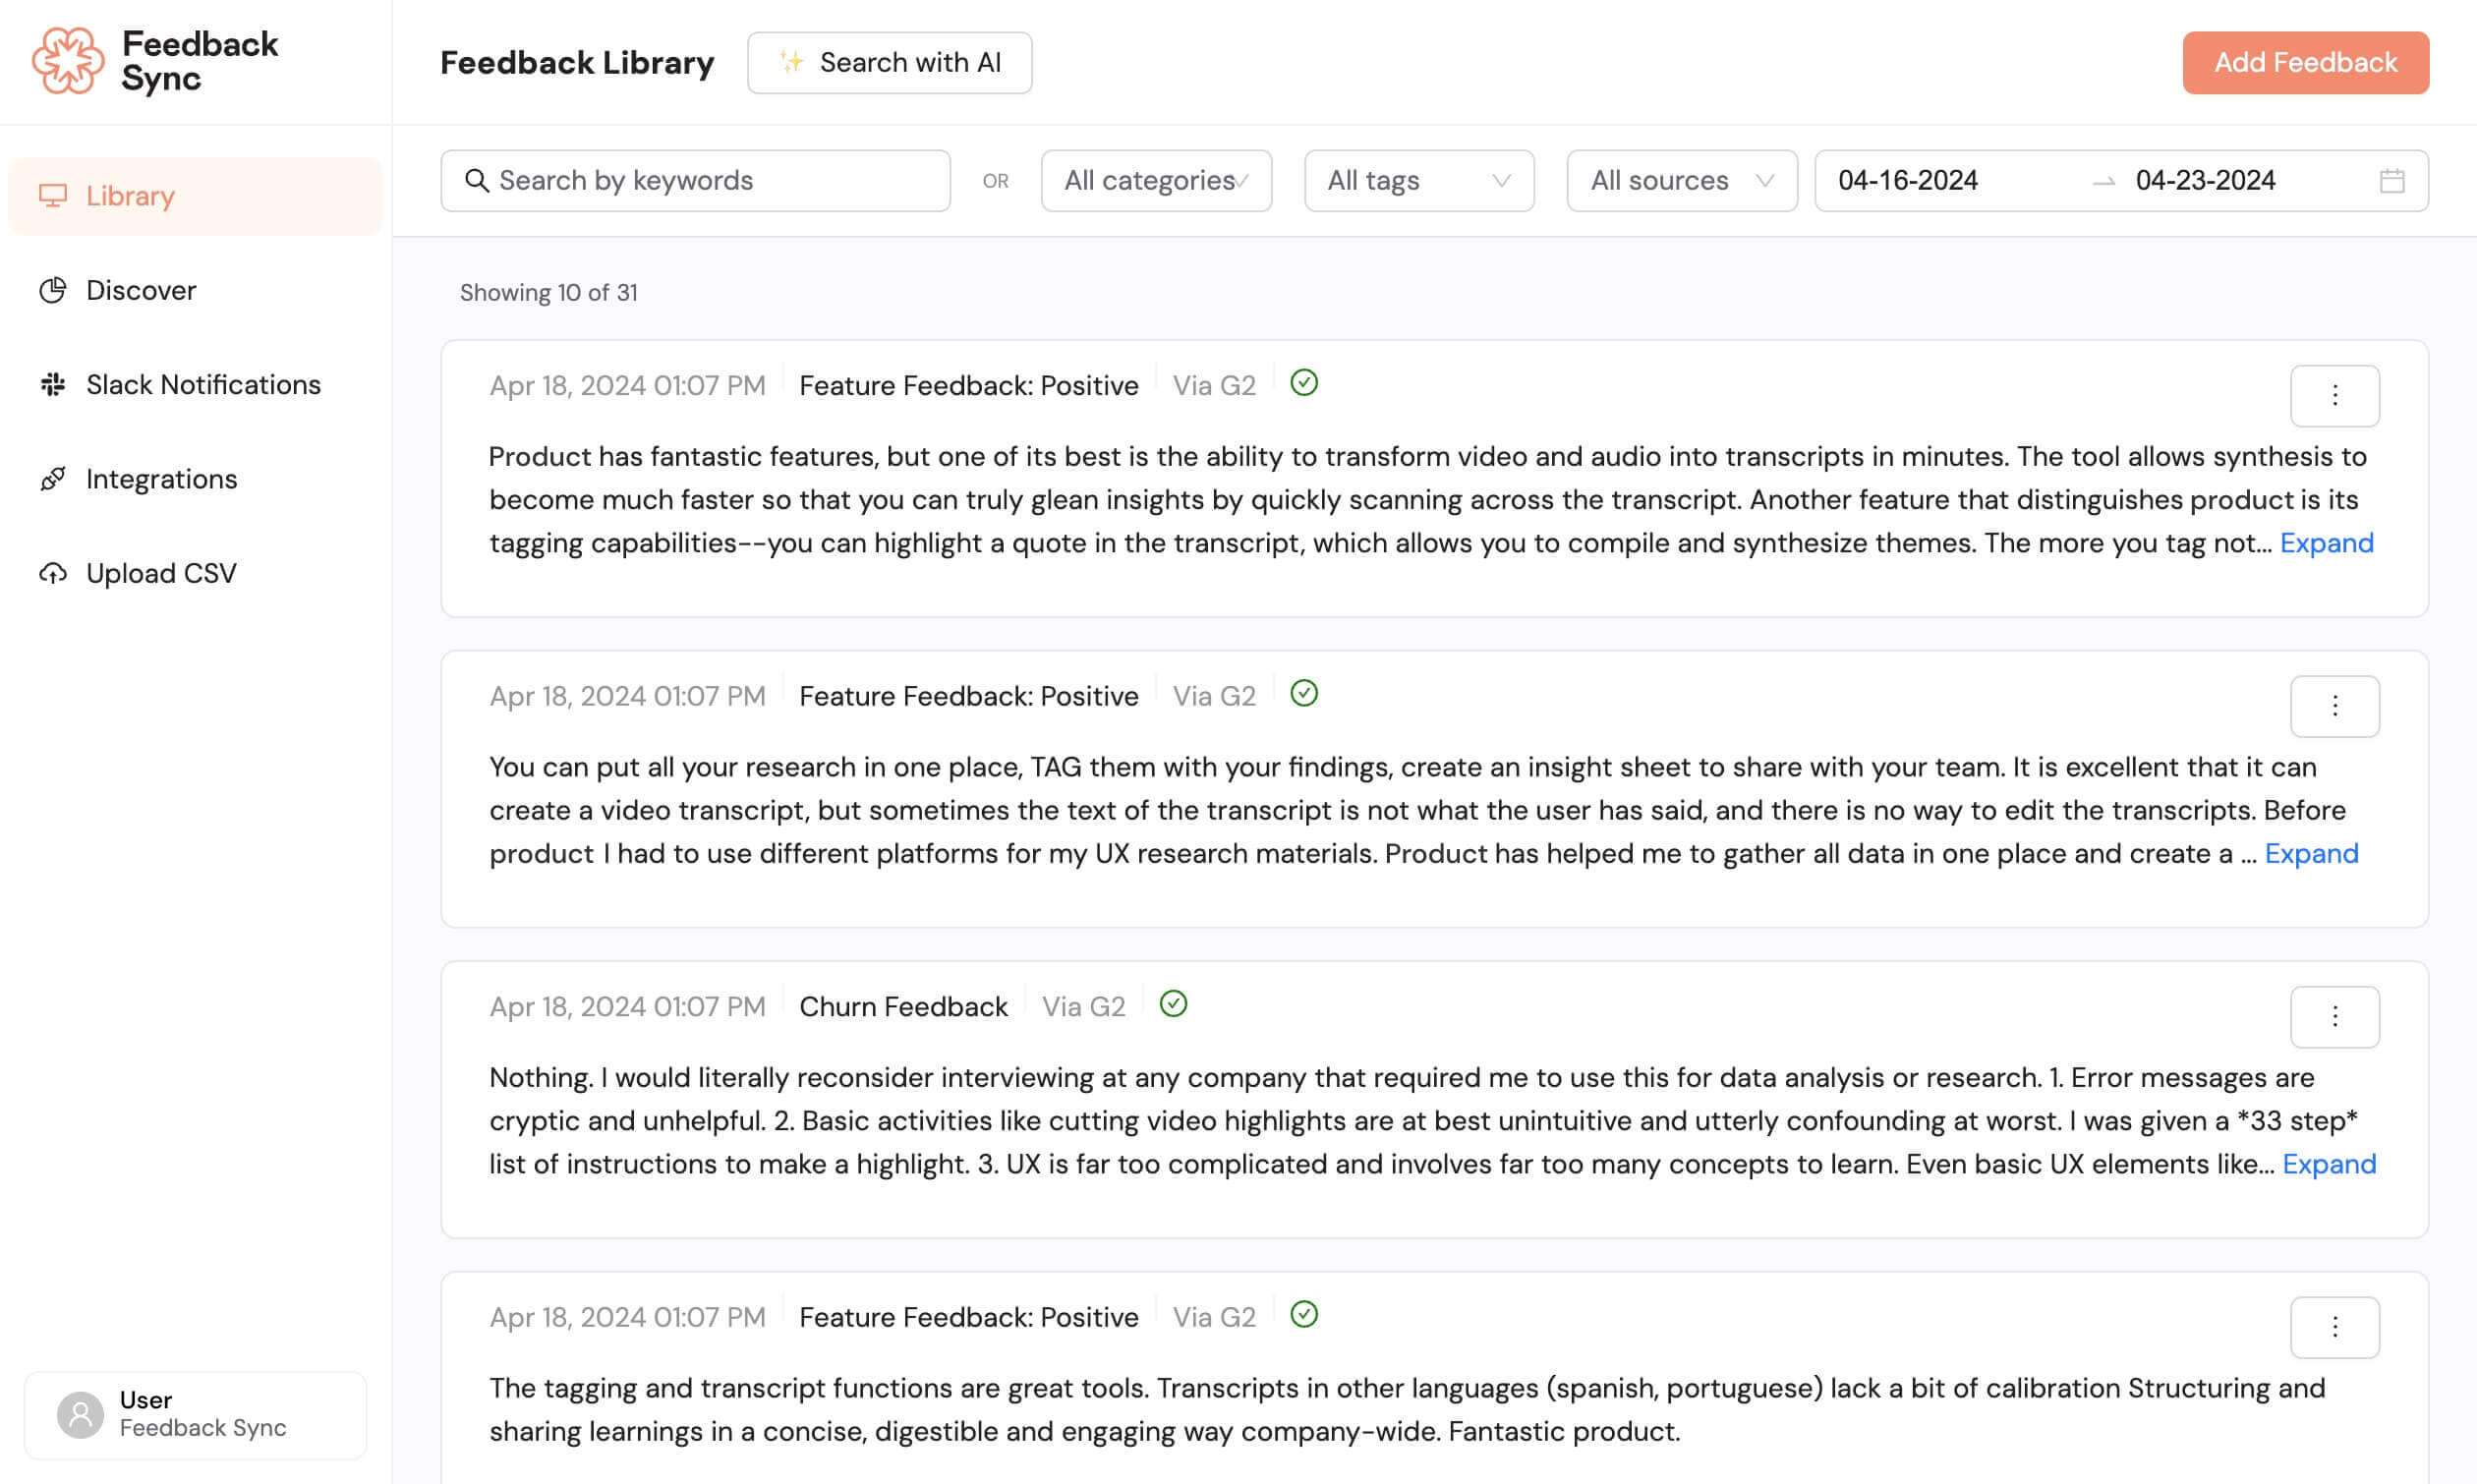 Feedback
Sync
Library
Discover
Slack Notifications
Integrations
Upload CSV
User
Feedback Sync
Feedback Library
Search with AI
Add Feedback
Search by keywords
OR
All categories
All tags
All sources
04-16-2024
04-23-2024
Showing 10 of 31
Apr 18, 2024 01:07 PM Feature Feedback: Positive Via G2
Product has fantastic features, but one of its best is the ability to transform video and audio into transcripts in minutes. The tool allows synthesis to
become much faster so that you can truly glean insights by quickly scanning across the transcript. Another feature that distinguishes product is its
tagging capabilities--you can highlight a quote in the transcript, which allows you to compile and synthesize themes. The more you tag not... Expand
Apr 18, 2024 01:07 PM Feature Feedback: Positive Via G2
You can put all your research in one place, TAG them with your findings, create an insight sheet to share with your team. It is excellent that it can
create a video transcript, but sometimes the text of the transcript is not what the user has said, and there is no way to edit the transcripts. Before
product I had to use different platforms for my UX research materials. Product has helped me to gather all data in one place and create a ... Expand
Apr 18, 2024 01:07 PM Churn Feedback Via G2
Nothing. I would literally reconsider interviewing at any company that required me to use this for data analysis or research. 1. Error messages are
cryptic and unhelpful. 2. Basic activities like cutting video highlights are at best unintuitive and utterly confounding at worst. I was given a *33 step*
list of instructions to make a highlight. 3. UX is far too complicated and involves far too many concepts to learn. Even basic UX elements like... Expand
Apr 18, 2024 01:07 PM Feature Feedback: Positive Via G2
The tagging and transcript functions are great tools. Transcripts in other languages (spanish, portuguese) lack a bit of calibration Structuring and
sharing learnings in a concise, digestible and engaging way company-wide. Fantastic product.